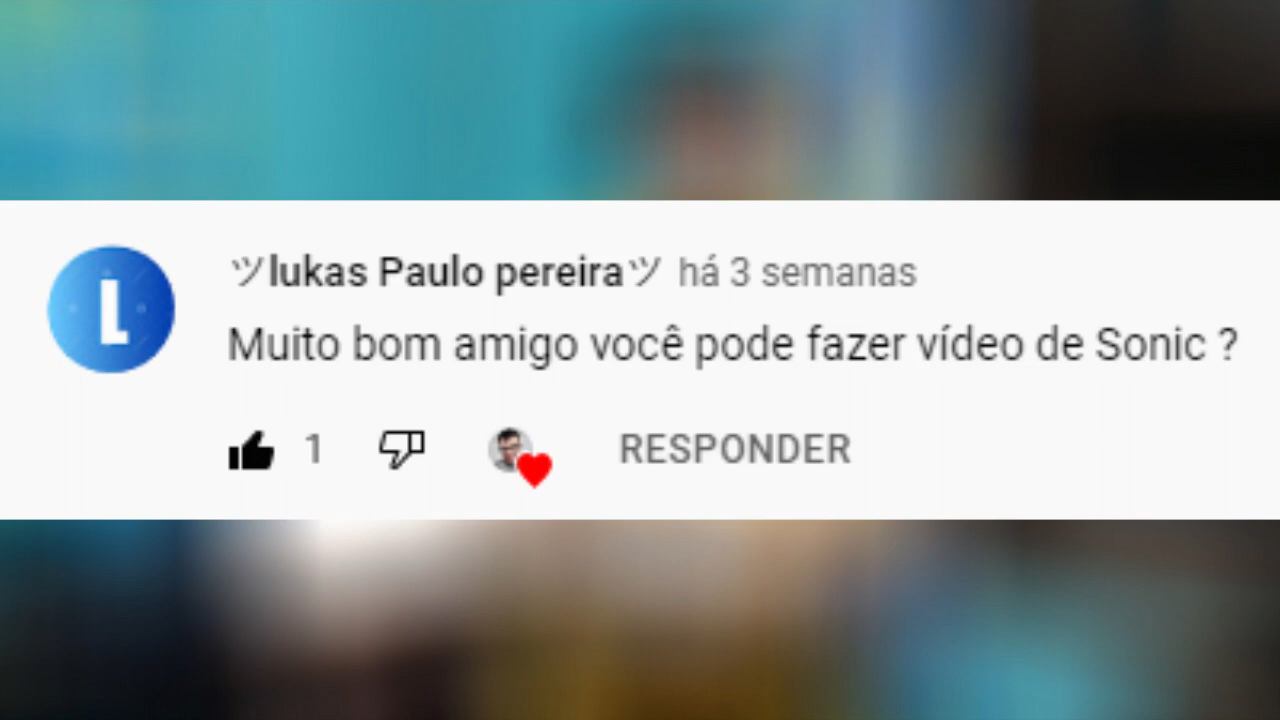 L
ツlukas Paulo pereiraツ há 3 semanas
Muito bom amigo você pode fazer vídeo de Sonic ?
1 RESPONDER